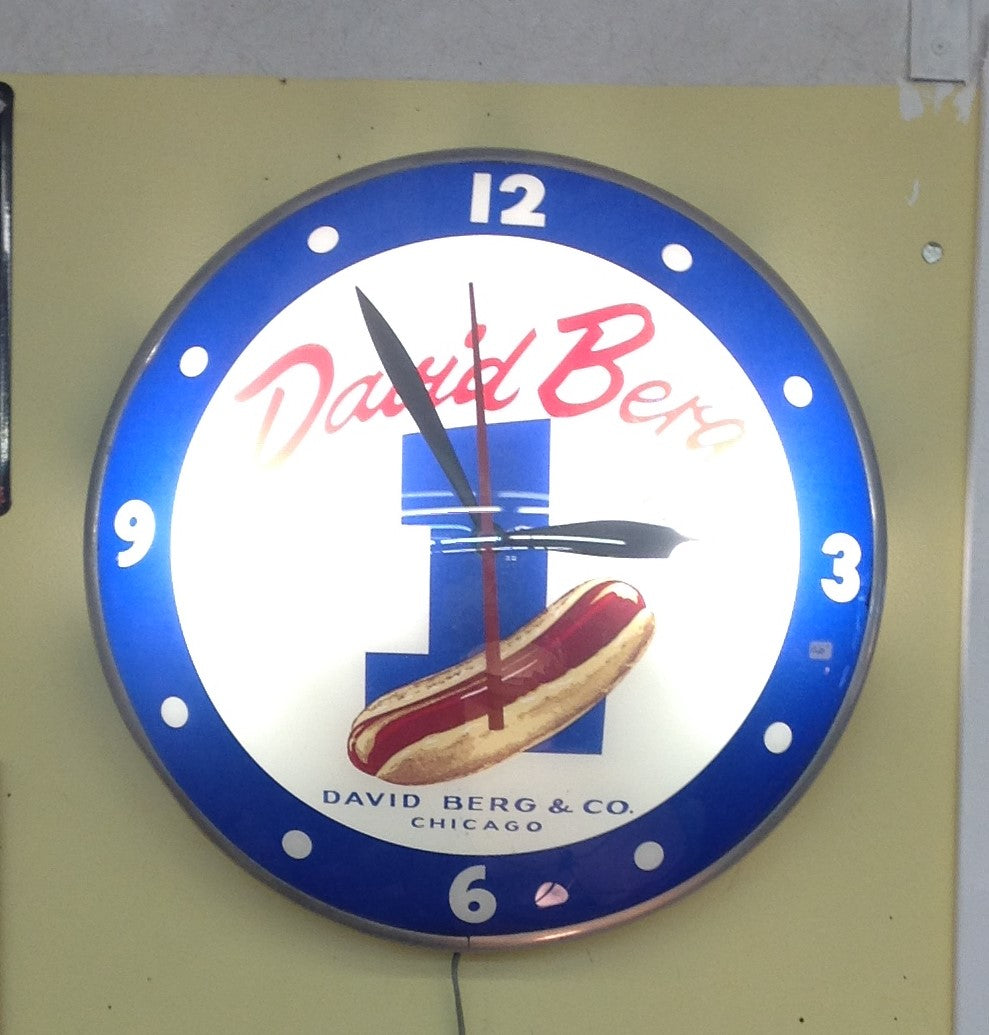 12
David Berg
9
3
DAVID BERG & CO.
CHICAGO
6